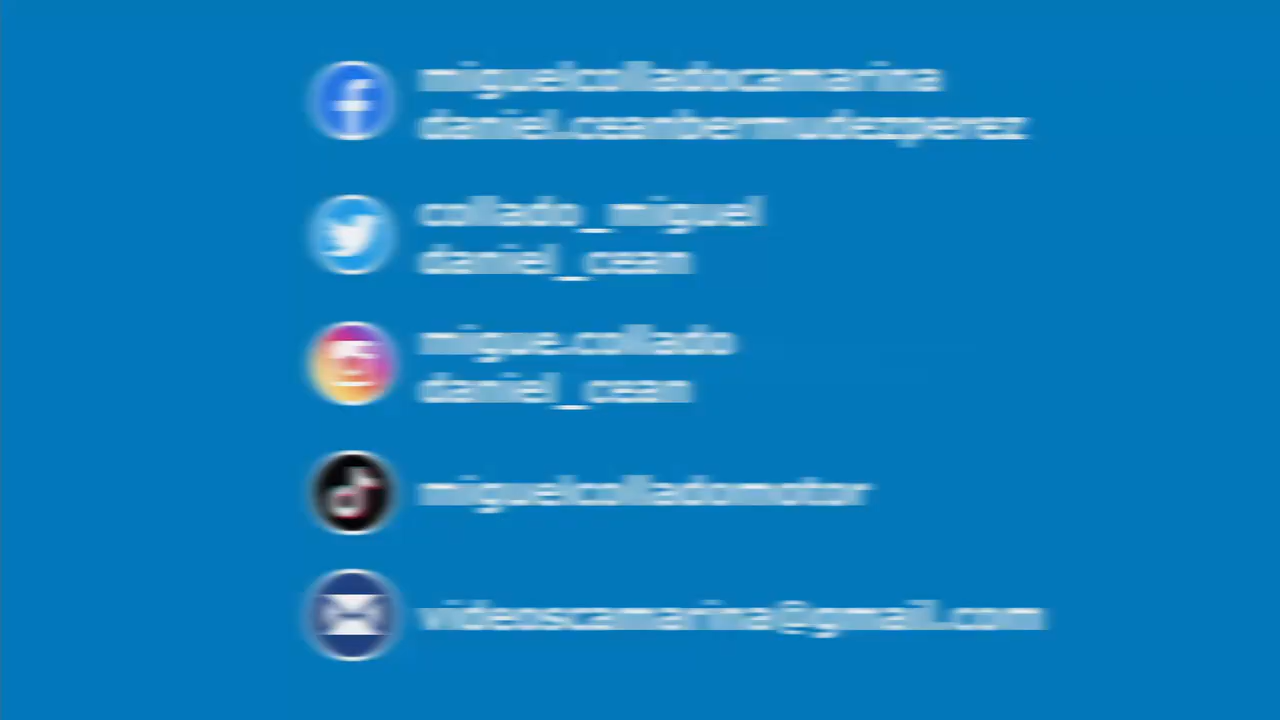 miguelcolladocamarina
daniel.ceanbermudezperez
collado_miguel
daniel_cean
migue.collado
daniel_cean
miguelcolladomotor
videoscamarina@gmail.com